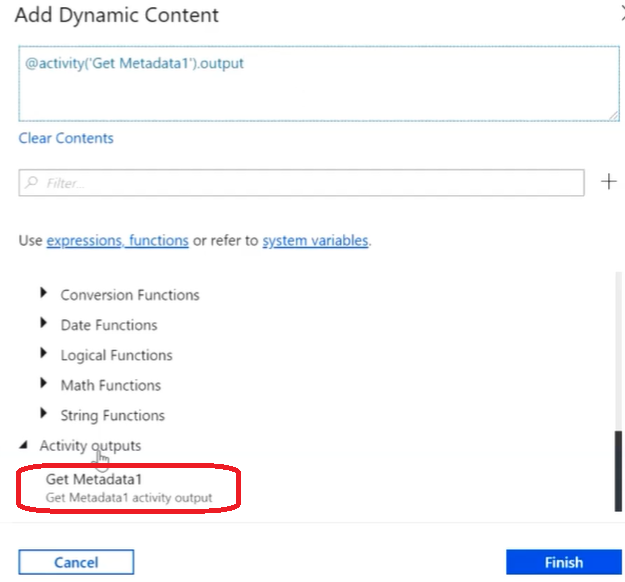 Add Dynamic Content
@activity('Get Metadata1').output
Clear Contents
Filter...
Use expressions, functions or refer to system variables.
Conversion Functions
Date Functions
Logical Functions
Math Functions
String Functions
Activity outputs
Get Metadata1
Get Metadata1 activity output
Cancel
Finish